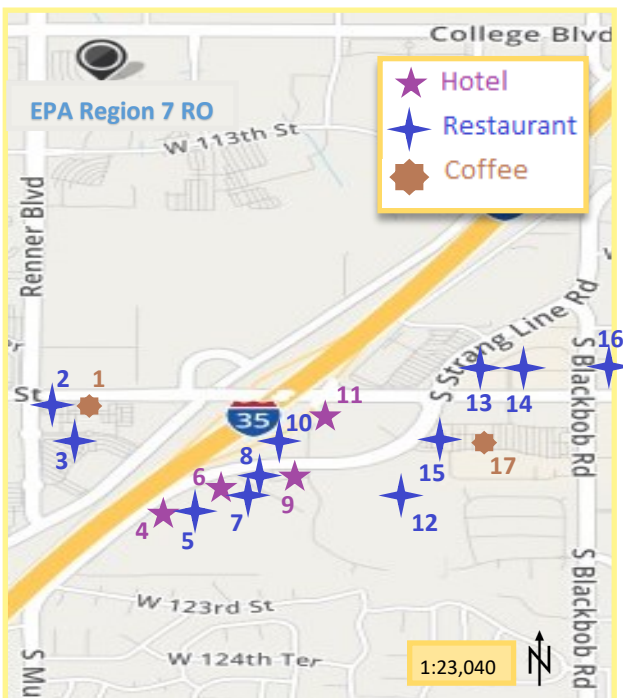 College Blvd
EPA Region 7 RO
Hotel
Restaurant
Coffee
W 113th St
Renner Blvd
S Strang Line Rd
S Blackbob Rd
16
St
2
1
11
13
14
35
10
3
8
15
17
6
9
7
12
4
5
S Blackbob Rd
W 123rd St
W 124th Ter
S Mu
1:23,040
N